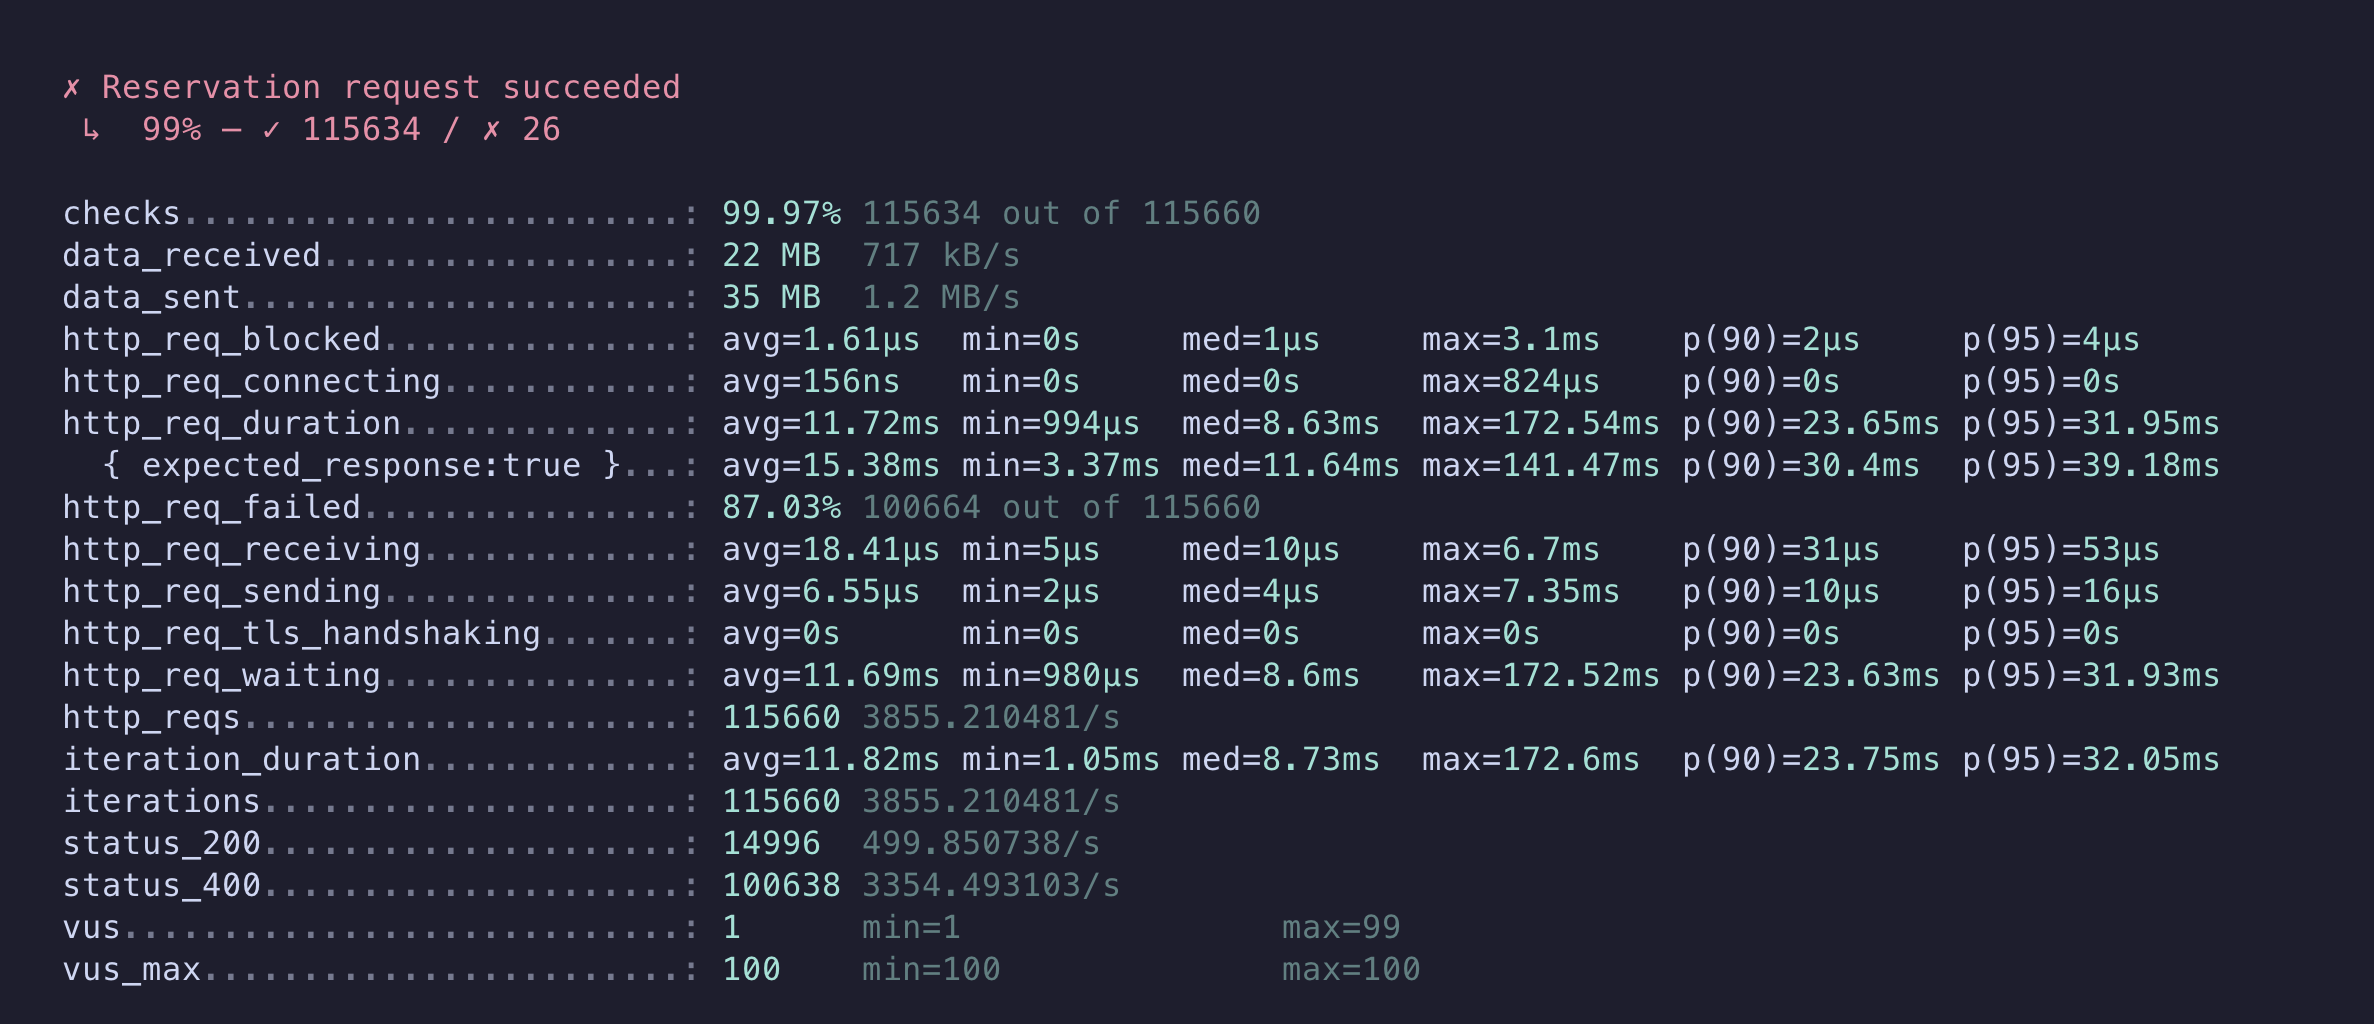 ✗ Reservation request succeeded
 ↳  99% — ✓ 115634 / ✗ 26

checks.........................: 99.97% 115634 out of 115660
data_received..................: 22 MB  717 kB/s
data_sent......................: 35 MB  1.2 MB/s
http_req_blocked...............: avg=1.61µs  min=0s     med=1µs     max=3.1ms    p(90)=2µs     p(95)=4µs
http_req_connecting............: avg=156ns   min=0s     med=0s      max=824µs    p(90)=0s      p(95)=0s
http_req_duration..............: avg=11.72ms min=994µs  med=8.63ms  max=172.54ms p(90)=23.65ms p(95)=31.95ms
  { expected_response:true }...: avg=15.38ms min=3.37ms med=11.64ms max=141.47ms p(90)=30.4ms  p(95)=39.18ms
http_req_failed................: 87.03% 100664 out of 115660
http_req_receiving.............: avg=18.41µs min=5µs    med=10µs    max=6.7ms    p(90)=31µs    p(95)=53µs
http_req_sending...............: avg=6.55µs  min=2µs    med=4µs     max=7.35ms   p(90)=10µs    p(95)=16µs
http_req_tls_handshaking.......: avg=0s      min=0s     med=0s      max=0s       p(90)=0s      p(95)=0s
http_req_waiting...............: avg=11.69ms min=980µs  med=8.6ms   max=172.52ms p(90)=23.63ms p(95)=31.93ms
http_reqs......................: 115660 3855.210481/s
iteration_duration.............: avg=11.82ms min=1.05ms med=8.73ms  max=172.6ms  p(90)=23.75ms p(95)=32.05ms
iterations.....................: 115660 3855.210481/s
status_200.....................: 14996  499.850738/s
status_400.....................: 100638 3354.493103/s
vus............................: 1      min=1                max=99
vus_max........................: 100    min=100              max=100